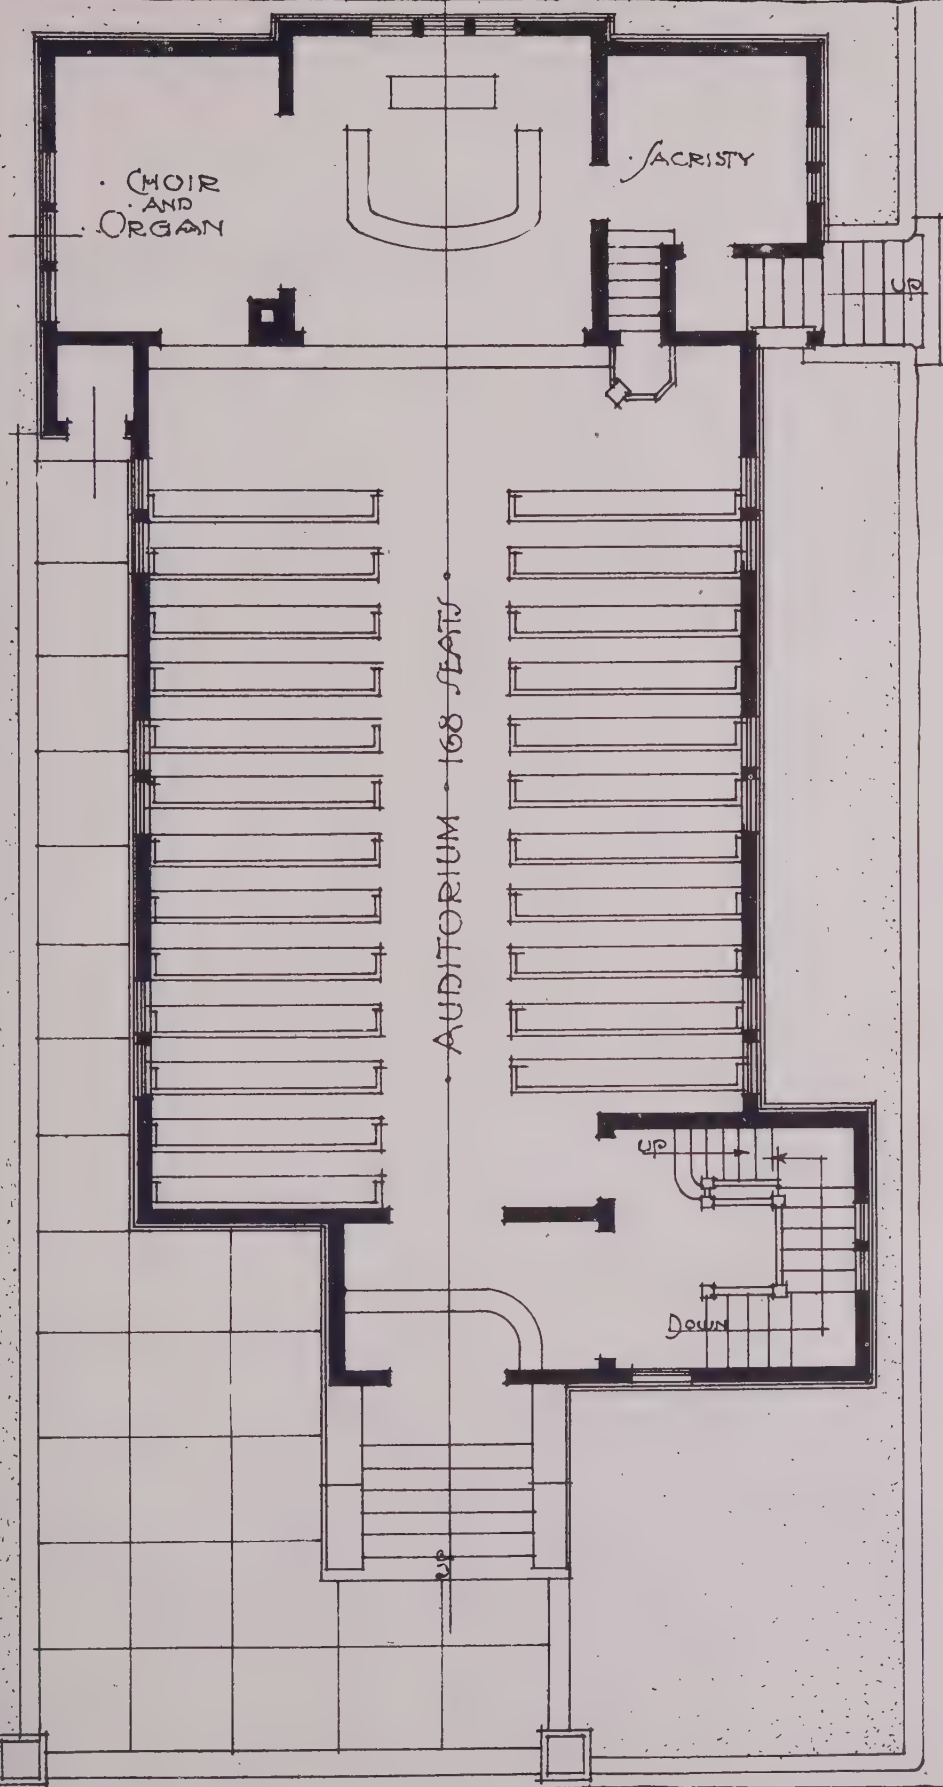 CHOIR
AND
ORGAN
SACRISTY
UP
AUDITORIUM - 168 SEATS
UP
DOWN
UP